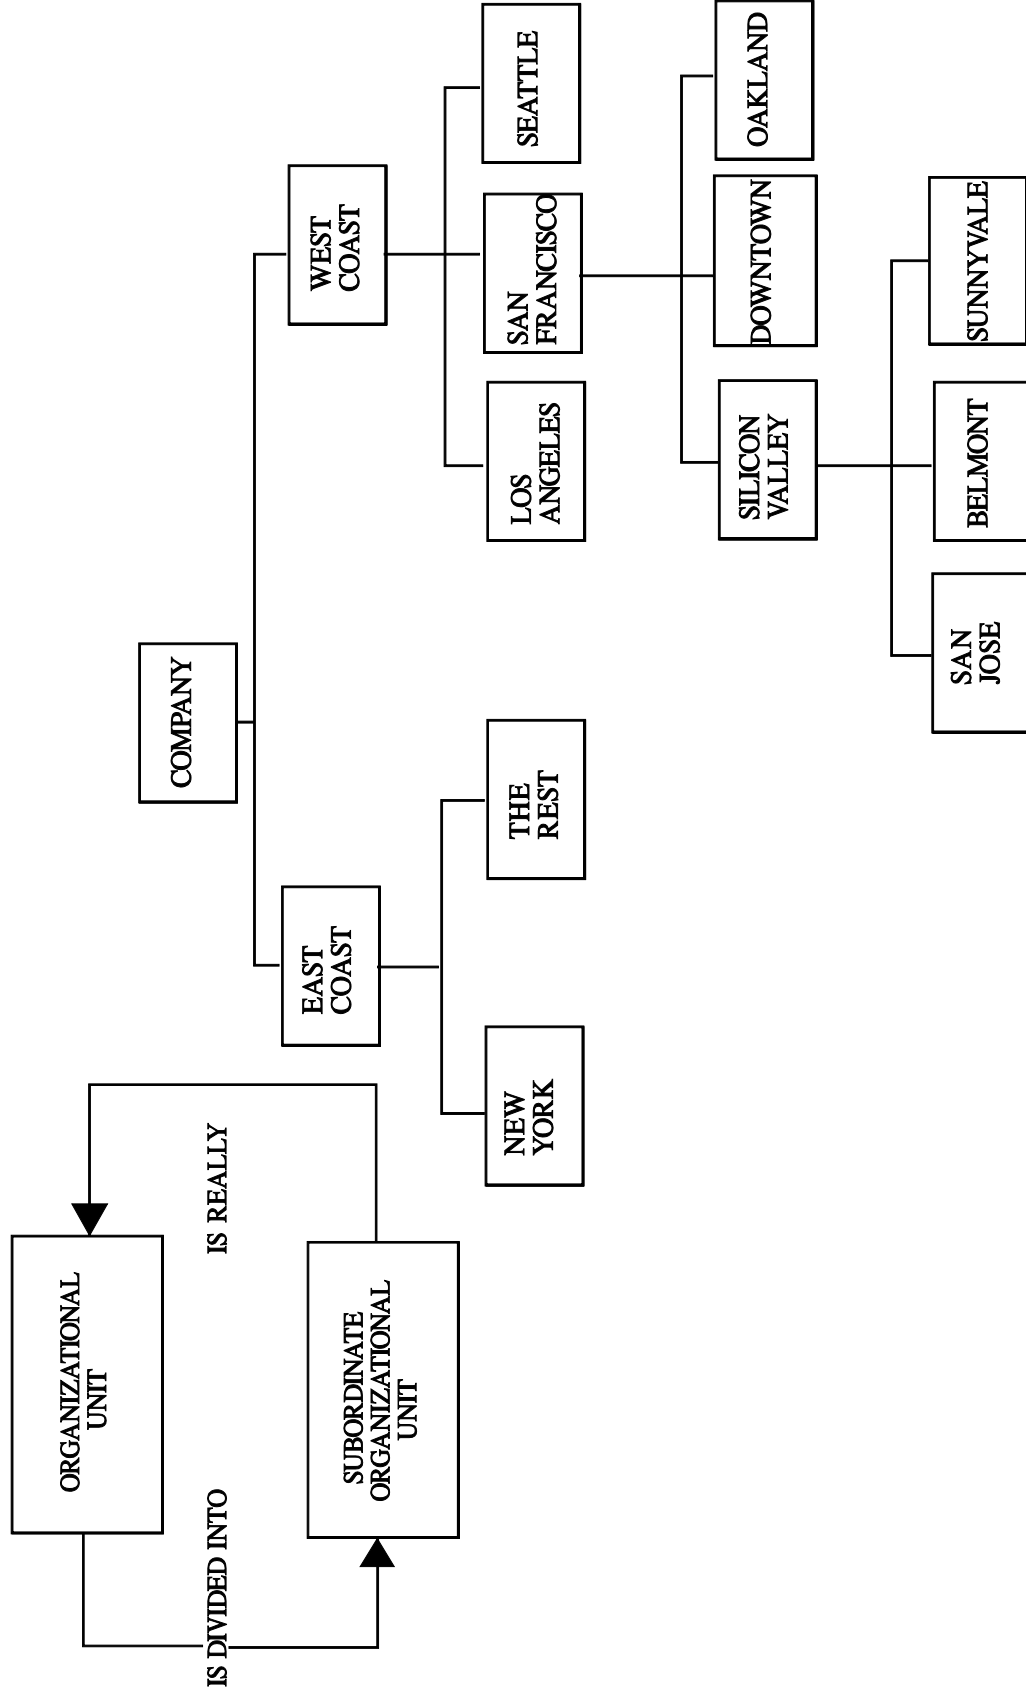 ORGANIZATIONAL
UNIT
IS DIVIDED INTO
IS REALLY
SUBORDINATE
ORGANIZATIONAL
UNIT
COMPANY
EAST
COAST
WEST
COAST
NEW
YORK
THE
REST
LOS
ANGELES
SAN
FRANCISCO
SEATTLE
SILICON
VALLEY
DOWNTOWN
OAKLAND
SAN
JOSE
BELMONT
SUNNYVALE